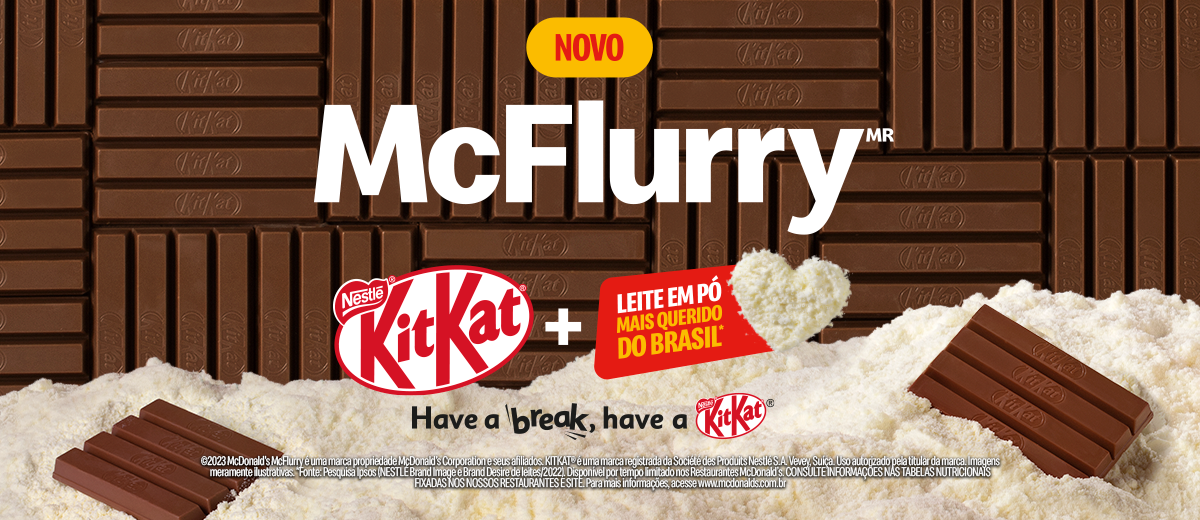 NOVO
McFlurry MR
Nestlé ®
KitKat ®
+
LEITE EM PÓ
MAIS QUERIDO
DO BRASIL*
Have a break, have a Nestlé KitKat ®
©2023 McDonald's McFlurry é uma marca propriedade McDonald's Corporation e seus afiliados. KITKAT® é uma marca registrada da Société des Produits Nestlé S.A. Vevey, Suíça. Uso autorizado pela titular da marca. Imagens
meramente ilustrativas. *Fonte: Pesquisa Ipsos (NESTLÉ Brand Image e Brand Desire de leites/2022. Disponível por tempo limitado nos Restaurantes McDonald's. CONSULTE INFORMAÇÕES NAS TABELAS NUTRICIONAIS
FIXADAS NOS NOSSOS RESTAURANTES E SITE. Para mais informações, acesse www.mcdonalds.com.br